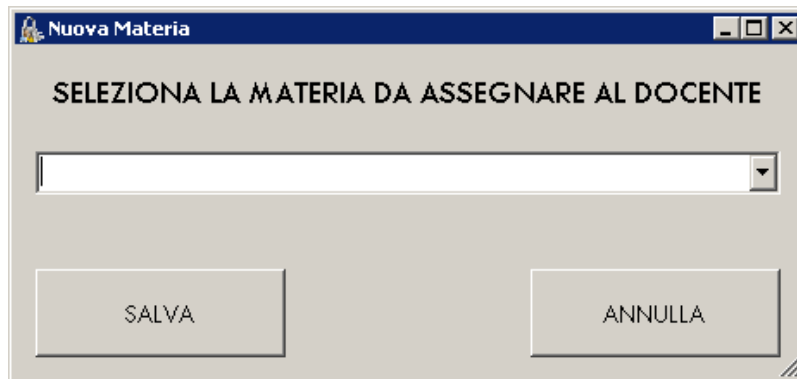 Nuova Materia
SELEZIONA LA MATERIA DA ASSEGNARE AL DOCENTE
SALVA
ANNULLA